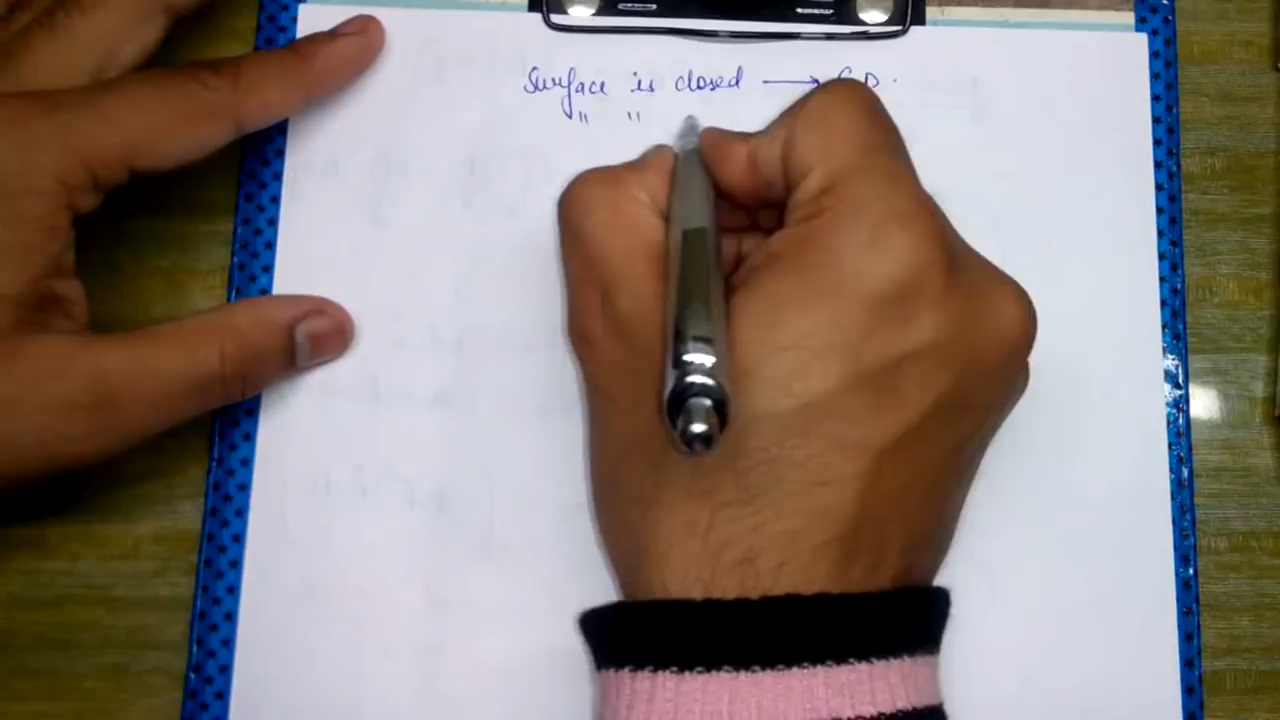 Surface is closed → G.D.
" "